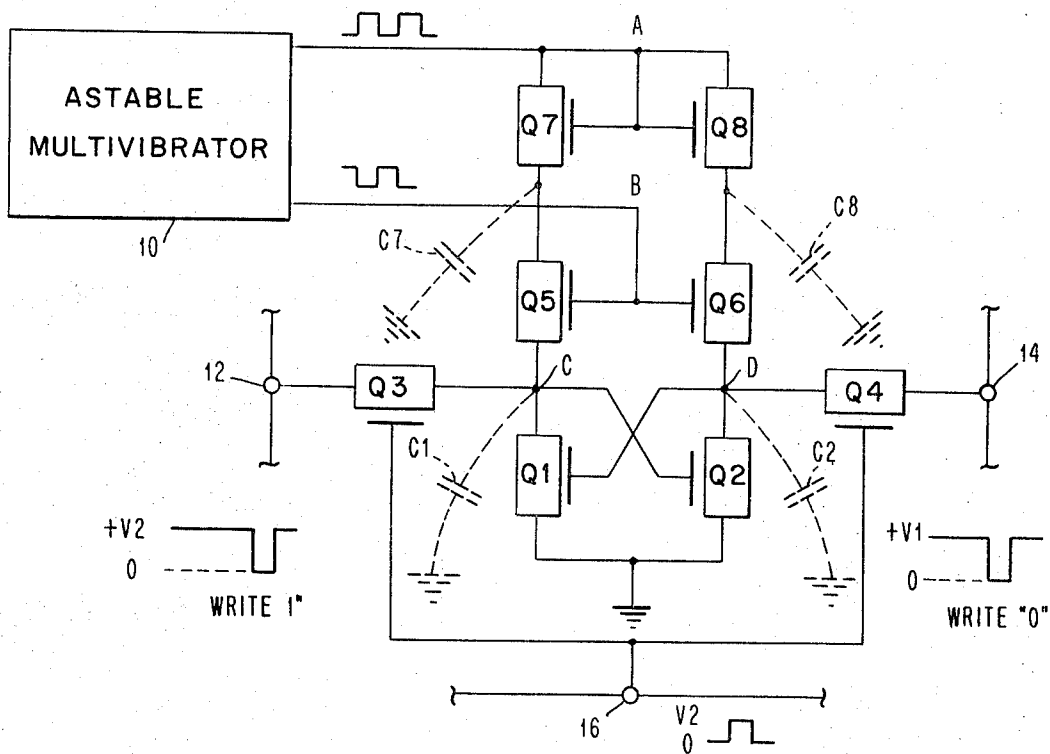 A
ASTABLE
MULTIVIBRATOR
Q7
Q8
B
10
C7
C8
Q5
Q6
12
14
Q3
C
D
Q4
C1
C2
Q1
Q2
+V2
0
WRITE 1"
+V1
0
WRITE "0"
16
V2
0